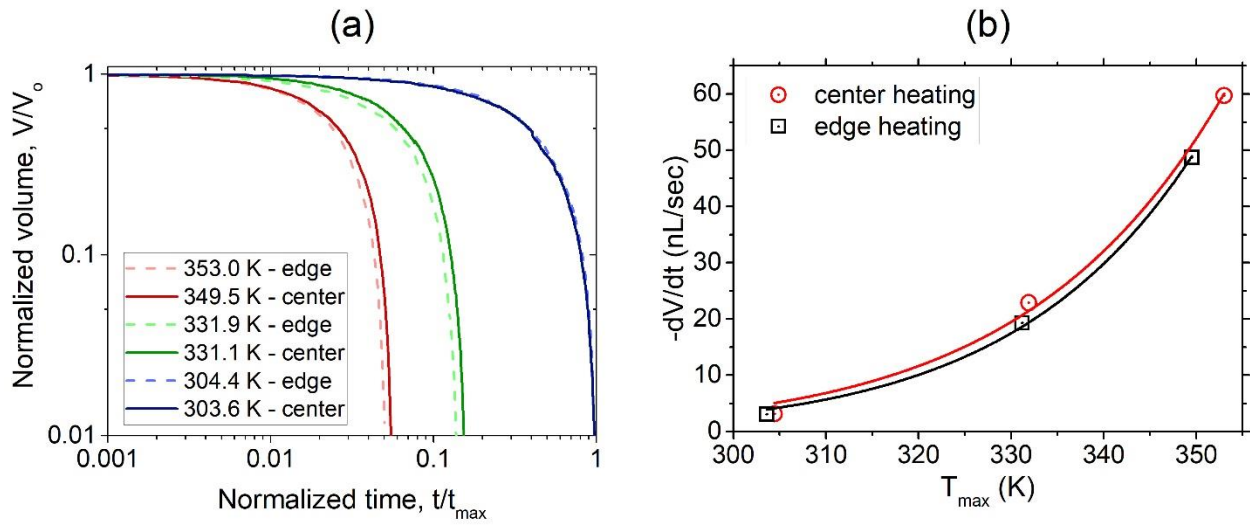 (a)
Normalized volume, V/Vo
1
0.1
0.01
353.0 K - edge
349.5 K - center
331.9 K - edge
331.1 K - center
304.4 K - edge
303.6 K - center
0.001
0.01
0.1
1
Normalized time, t/tmax
(b)
-dV/dt (nL/sec)
60
50
40
30
20
10
0
center heating
edge heating
300
310
320
330
340
350
Tmax (K)